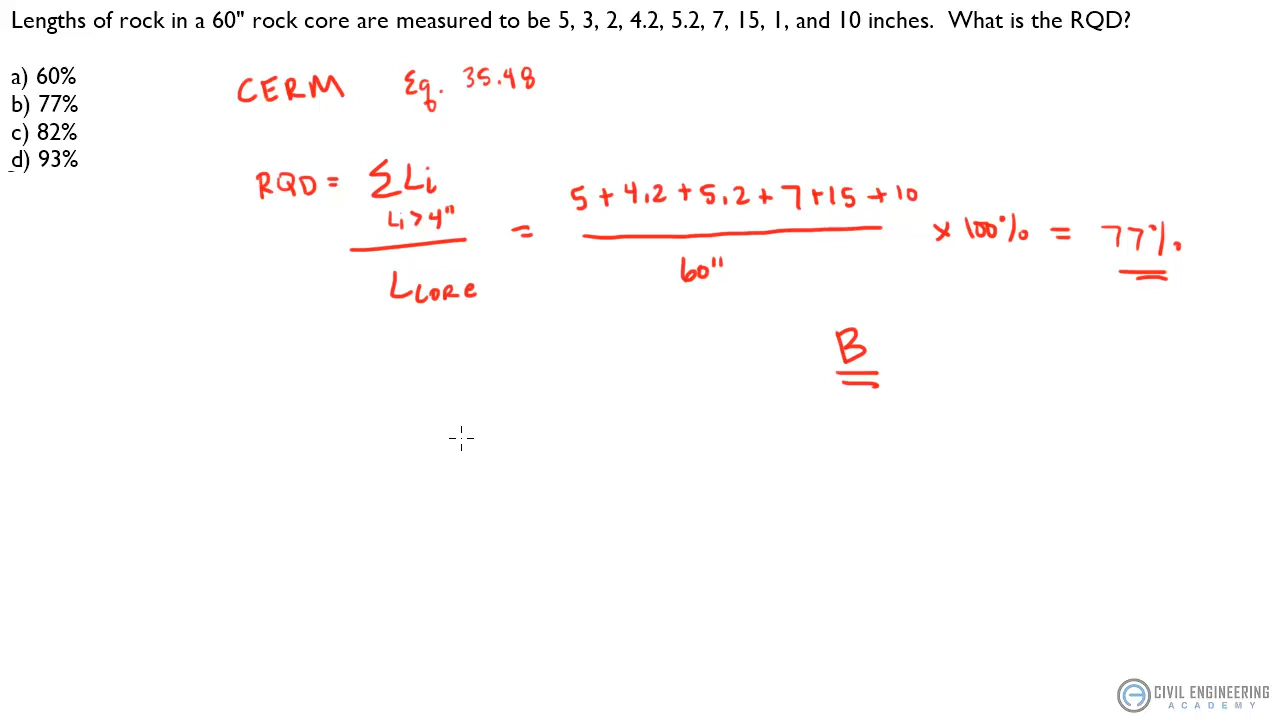 Lengths of rock in a 60" rock core are measured to be 5, 3, 2, 4.2, 5.2, 7, 15, 1, and 10 inches. What is the RQD?
a) 60%
b) 77%
c) 82%
d) 93%
CERM Eq. 35.48
RQD = ΣLi
Li > 4"
LCORE
= 5 + 4.2 + 5.2 + 7 + 15 + 10
60"
× 100% = 77%
B
CIVIL ENGINEERING
ACADEMY